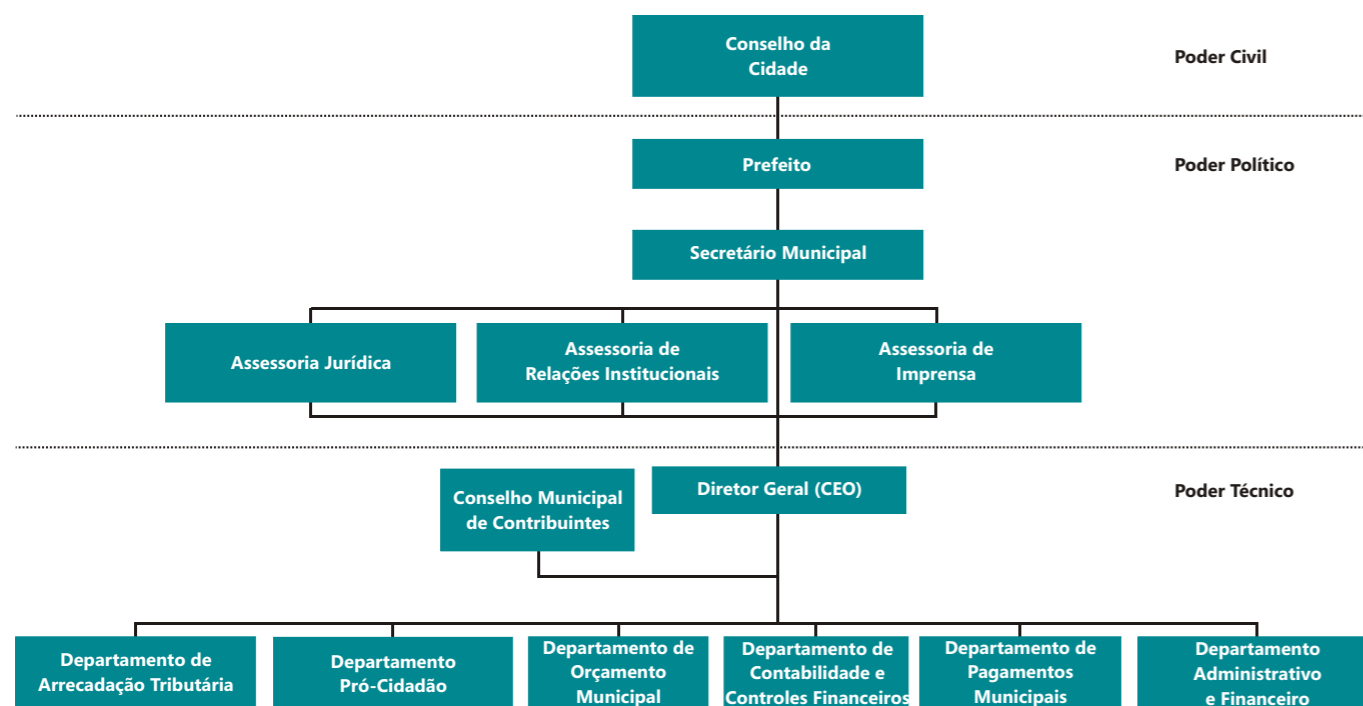 Conselho da
Cidade
Poder Civil
Prefeito
Poder Político
Secretário Municipal
Assessoria Jurídica
Assessoria de
Relações Institucionais
Assessoria de
Imprensa
Conselho Municipal
de Contribuintes
Diretor Geral (CEO)
Poder Técnico
Departamento de
Arrecadação Tributária
Departamento
Pró-Cidadão
Departamento de
Orçamento
Municipal
Departamento de
Contabilidade e
Controles Financeiros
Departamento de
Pagamentos
Municipais
Departamento
Administrativo
e Financeiro